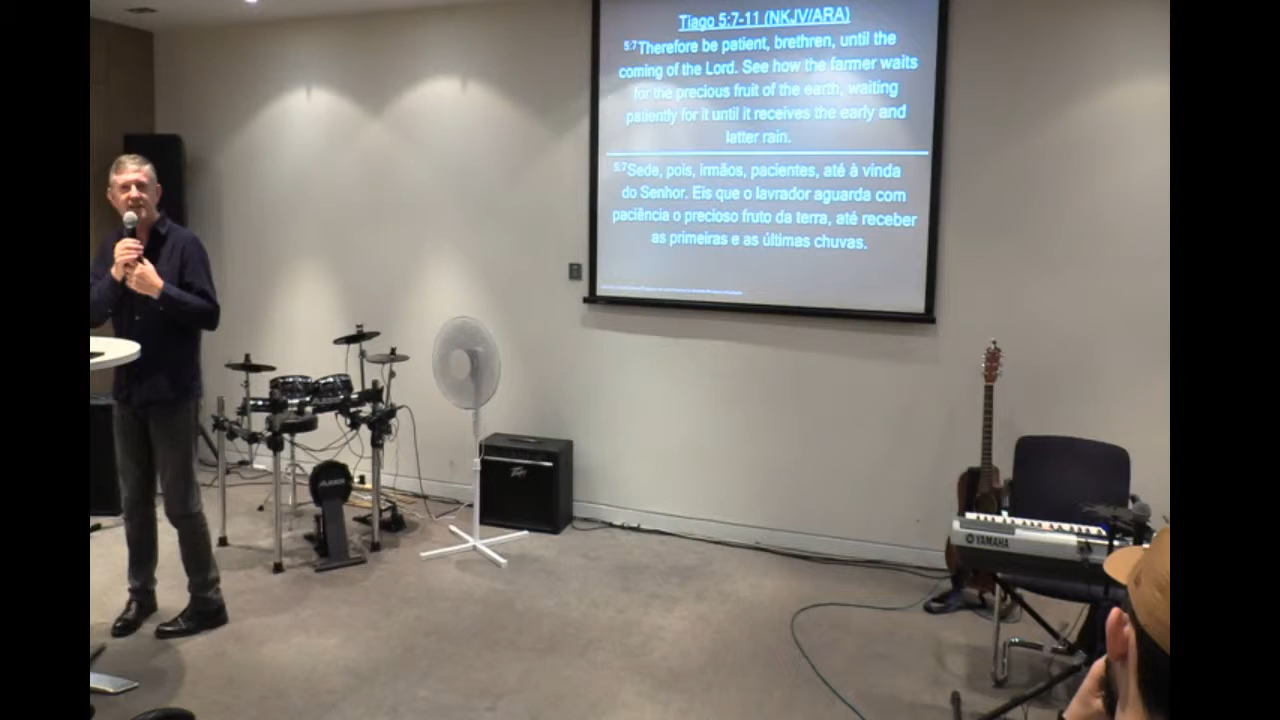 Tiago 5:7-11 (NKJV/ARA)
5:7Therefore be patient, brethren, until the
coming of the Lord. See how the farmer waits
for the precious fruit of the earth, waiting
patiently for it until it receives the early and
latter rain.
5:7Sede, pois, irmãos, pacientes, até à vinda
do Senhor. Eis que o lavrador aguarda com
paciência o precioso fruto da terra, até receber
as primeiras e as últimas chuvas.
PEAVEY
ALESIS
YAMAHA